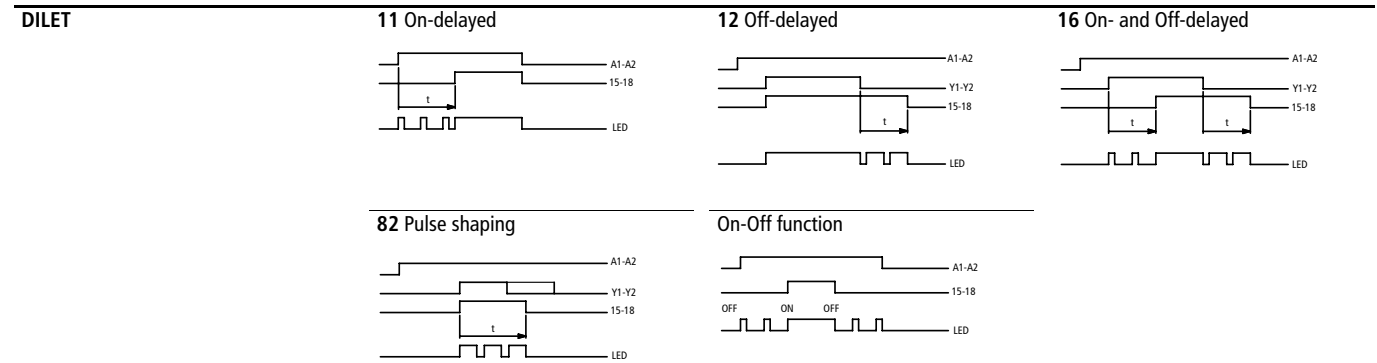 DILET
11 On-delayed
A1-A2
15-18
t
LED
12 Off-delayed
A1-A2
Y1-Y2
15-18
t
LED
16 On- and Off-delayed
A1-A2
Y1-Y2
15-18
t t
LED
82 Pulse shaping
A1-A2
Y1-Y2
15-18
t
LED
On-Off function
A1-A2
15-18
OFF ON OFF
LED